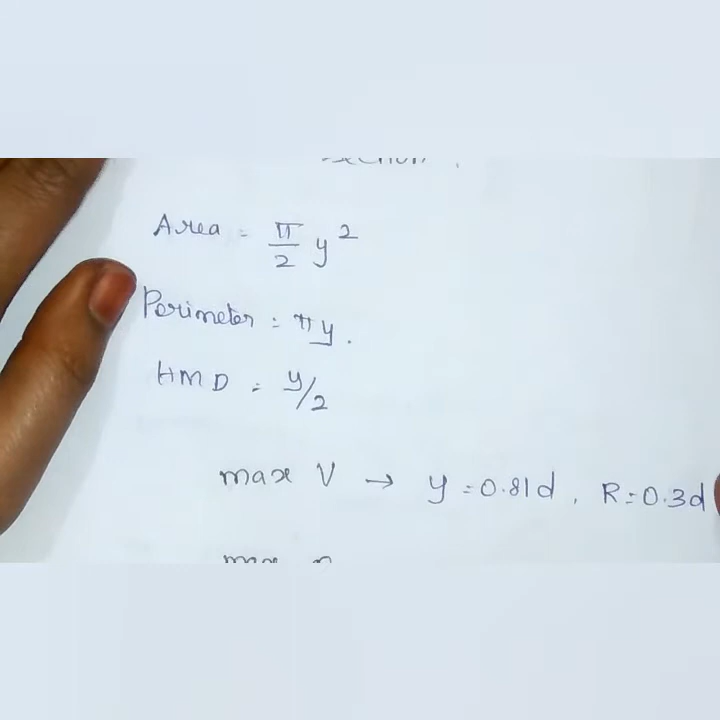 Area = π/2 y²
Perimeter = πy.
HMD = y/2
max V → y = 0.81d, R = 0.3d